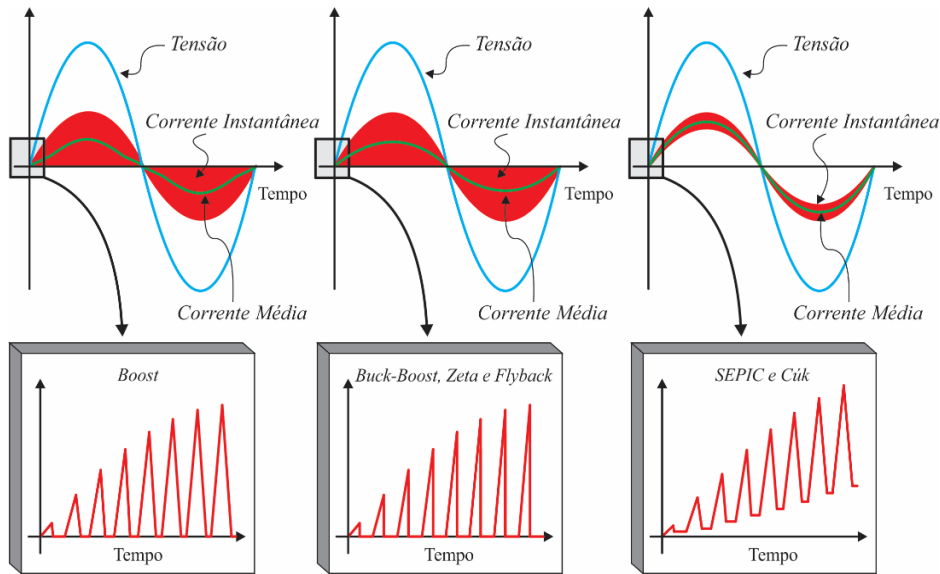 Tensão
Corrente Instantânea
Tempo
Corrente Média
Boost
Tempo
Tensão
Corrente Instantânea
Tempo
Corrente Média
Buck-Boost, Zeta e Flyback
Tempo
Tensão
Corrente Instantânea
Tempo
Corrente Média
SEPIC e Cúk
Tempo